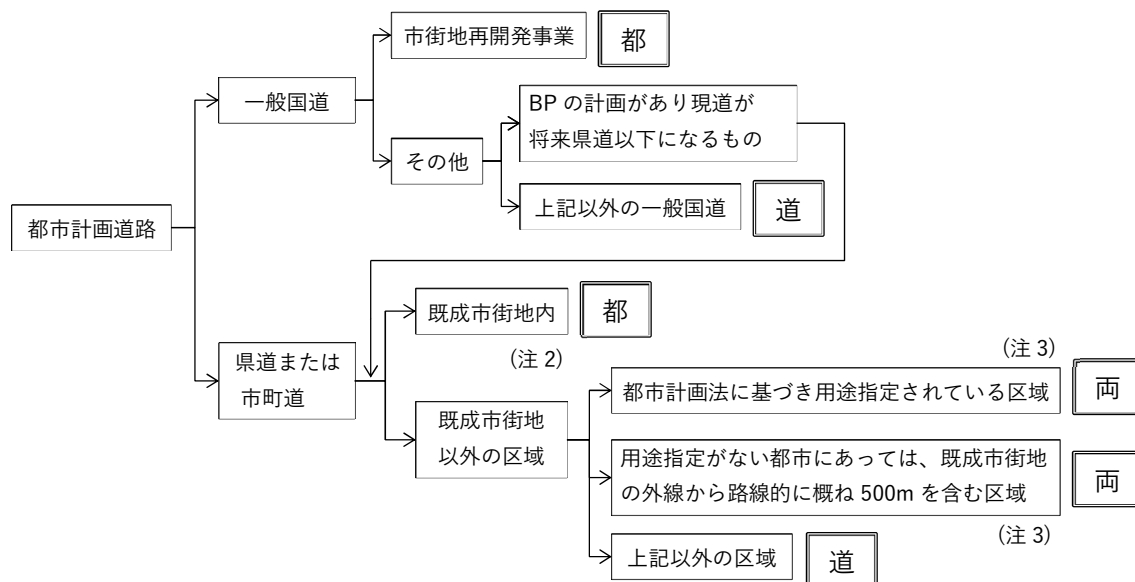 市街地再開発事業
都
一般国道
BP の計画があり現道が
将来県道以下になるもの
その他
上記以外の一般国道
道
都市計画道路
既成市街地内
都
(注 2)
県道または
市町道
(注 3)
都市計画法に基づき用途指定されている区域
両
既成市街地
以外の区域
用途指定がない都市にあっては、既成市街地
の外線から路線的に概ね 500m を含む区域
両
(注 3)
上記以外の区域
道